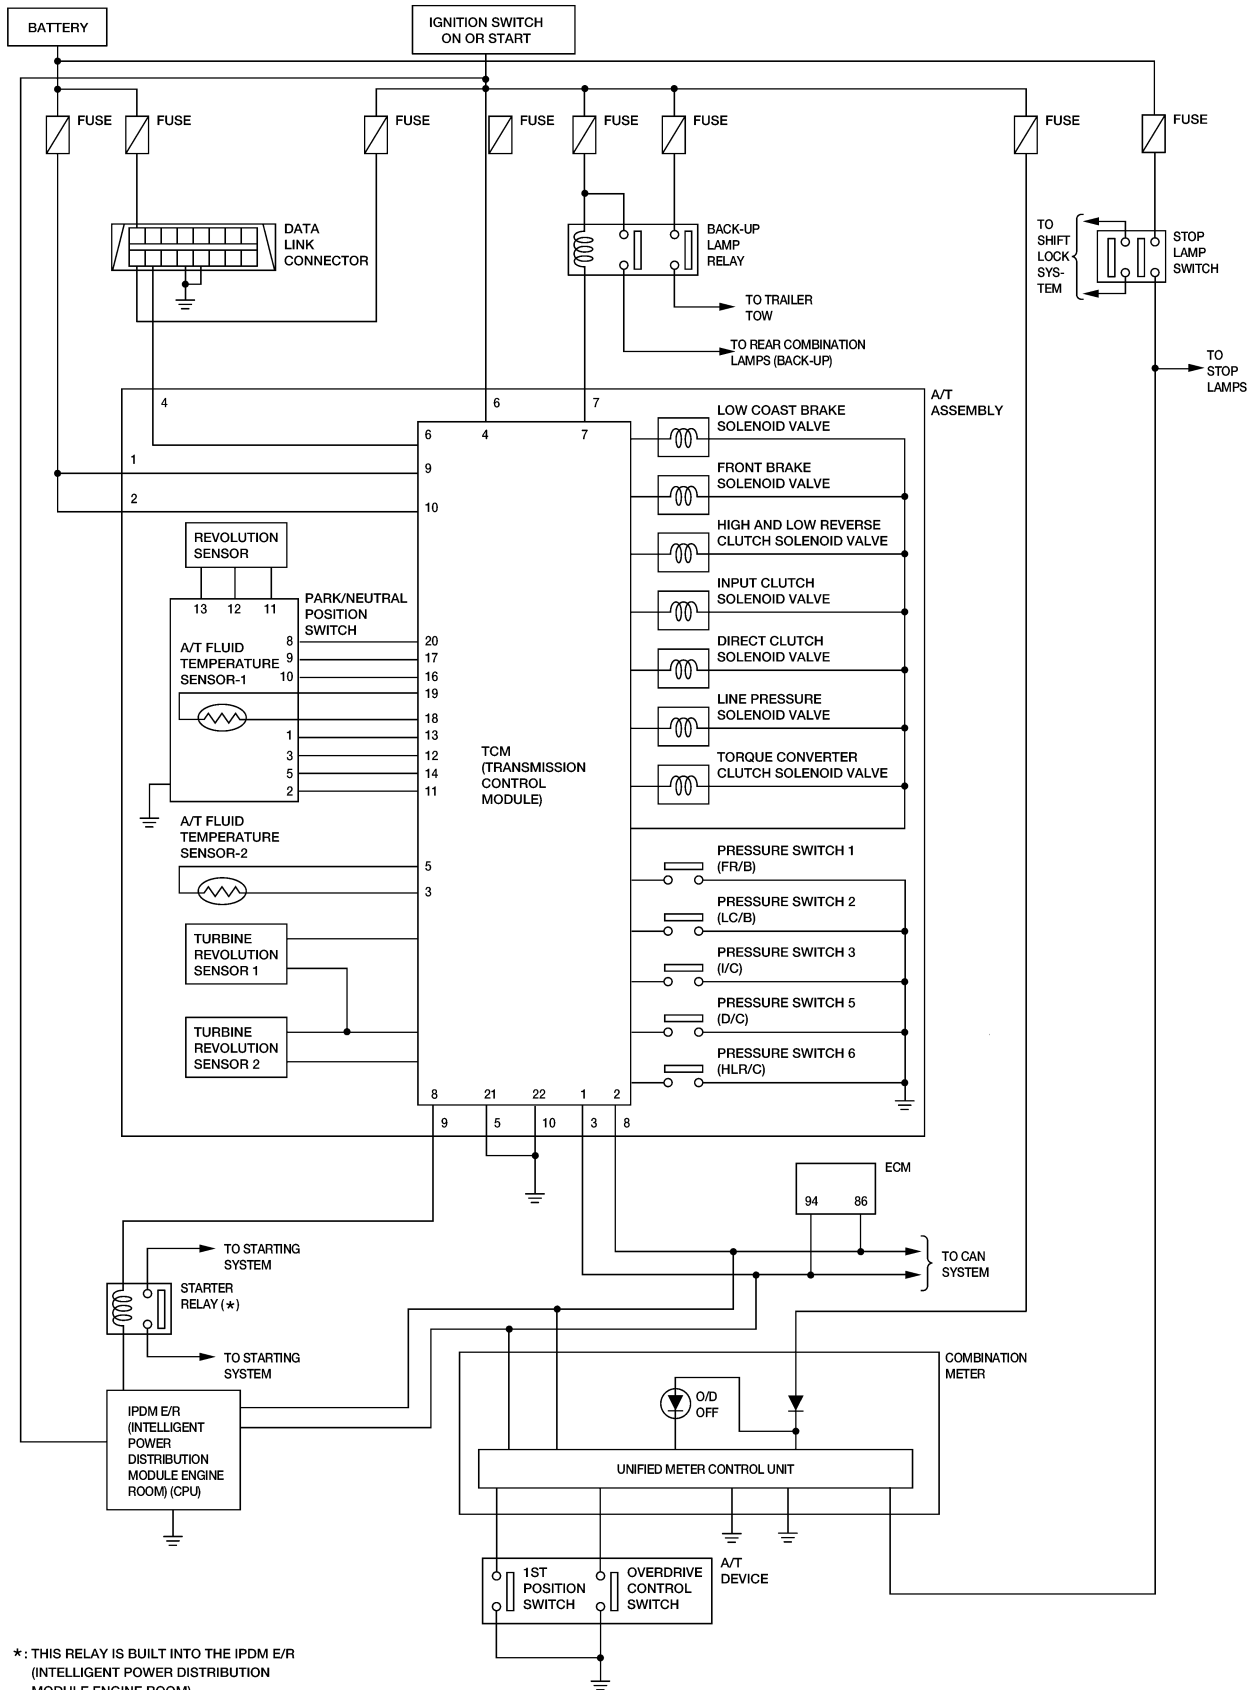 BATTERY
IGNITION SWITCH
ON OR START
FUSE
FUSE
FUSE
FUSE
FUSE
FUSE
FUSE
FUSE
DATA
LINK
CONNECTOR
BACK-UP
LAMP
RELAY
TO TRAILER
TOW
TO REAR COMBINATION
LAMPS (BACK-UP)
TO
SHIFT
LOCK
SYS-
TEM
STOP
LAMP
SWITCH
TO
STOP
LAMPS
A/T
ASSEMBLY
4
6
7
6
4
7
1
9
2
10
LOW COAST BRAKE
SOLENOID VALVE
FRONT BRAKE
SOLENOID VALVE
HIGH AND LOW REVERSE
CLUTCH SOLENOID VALVE
INPUT CLUTCH
SOLENOID VALVE
DIRECT CLUTCH
SOLENOID VALVE
LINE PRESSURE
SOLENOID VALVE
TORQUE CONVERTER
CLUTCH SOLENOID VALVE
REVOLUTION
SENSOR
13 12 11
PARK/NEUTRAL
POSITION
SWITCH
A/T FLUID
TEMPERATURE
SENSOR-1
8
9
10
1
3
5
2
20
17
16
19
18
13
12
14
11
TCM
(TRANSMISSION
CONTROL
MODULE)
A/T FLUID
TEMPERATURE
SENSOR-2
5
3
TURBINE
REVOLUTION
SENSOR 1
TURBINE
REVOLUTION
SENSOR 2
PRESSURE SWITCH 1
(FR/B)
PRESSURE SWITCH 2
(LC/B)
PRESSURE SWITCH 3
(I/C)
PRESSURE SWITCH 5
(D/C)
PRESSURE SWITCH 6
(HLR/C)
8 21 22 1 2
9 5 10 3 8
ECM
94 86
TO CAN
SYSTEM
TO STARTING
SYSTEM
STARTER
RELAY (*)
TO STARTING
SYSTEM
IPDM E/R
(INTELLIGENT
POWER
DISTRIBUTION
MODULE ENGINE
ROOM) (CPU)
COMBINATION
METER
O/D
OFF
UNIFIED METER CONTROL UNIT
A/T
DEVICE
1ST
POSITION
SWITCH
OVERDRIVE
CONTROL
SWITCH
*: THIS RELAY IS BUILT INTO THE IPDM E/R
(INTELLIGENT POWER DISTRIBUTION
MODULE ENGINE ROOM)